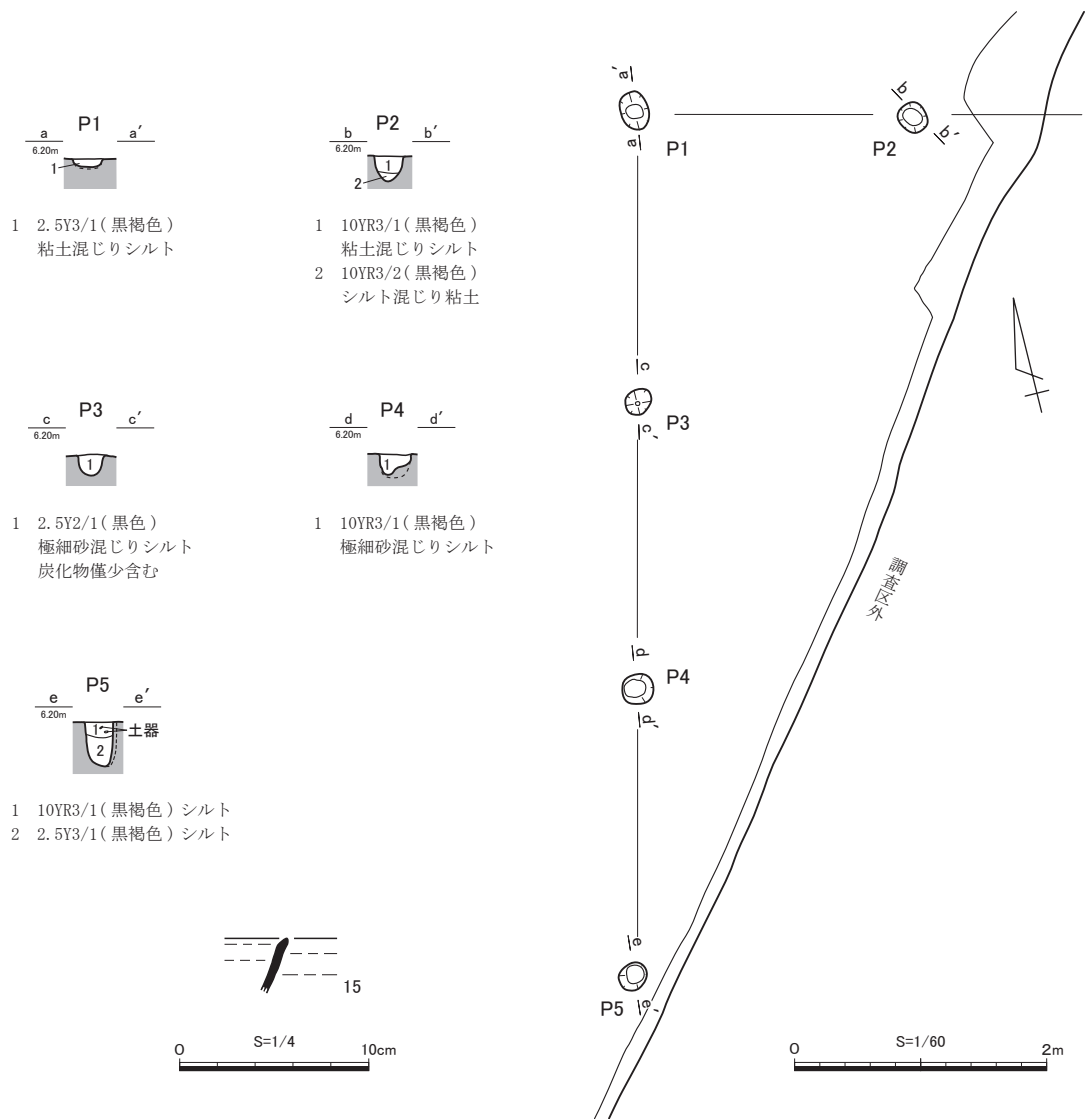 P1
a a′
6.20m
1
1 2.5Y3/1(黒褐色)
粘土混じりシルト
P2
b b′
6.20m
1
2
1 10YR3/1(黒褐色)
粘土混じりシルト
2 10YR3/2(黒褐色)
シルト混じり粘土
P3
c c′
6.20m
1
1 2.5Y2/1(黒色)
極細砂混じりシルト
炭化物僅少含む
P4
d d′
6.20m
1
1 10YR3/1(黒褐色)
極細砂混じりシルト
P5
e e′
6.20m
1 土器
2
1 10YR3/1(黒褐色)シルト
2 2.5Y3/1(黒褐色)シルト
15
S=1/4
0 10cm
a′
a
P1
b
b′
P2
c
c′
P3
d
d′
P4
e
e′
P5
調査区外
S=1/60
0 2m